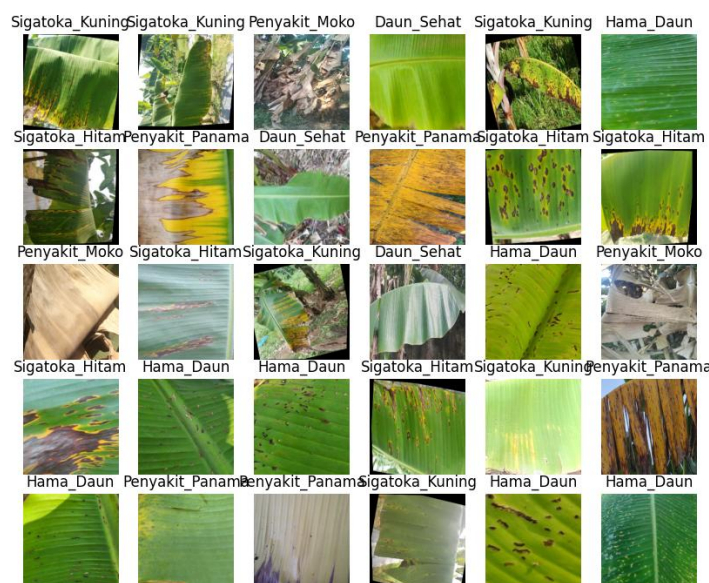 Sigatoka_Kuning Sigatoka_Kuning Penyakit_Moko Daun_Sehat Sigatoka_Kuning Hama_Daun
Sigatoka_Hitam Penyakit_Panama Daun_Sehat Penyakit_Panama Sigatoka_Hitam Sigatoka_Hitam
Penyakit_Moko Sigatoka_Hitam Sigatoka_Kuning Daun_Sehat Hama_Daun Penyakit_Moko
Sigatoka_Hitam Hama_Daun Hama_Daun Sigatoka_Hitam Sigatoka_Kuning Penyakit_Panama
Hama_Daun Penyakit_Panama Penyakit_Panama Sigatoka_Kuning Hama_Daun Hama_Daun